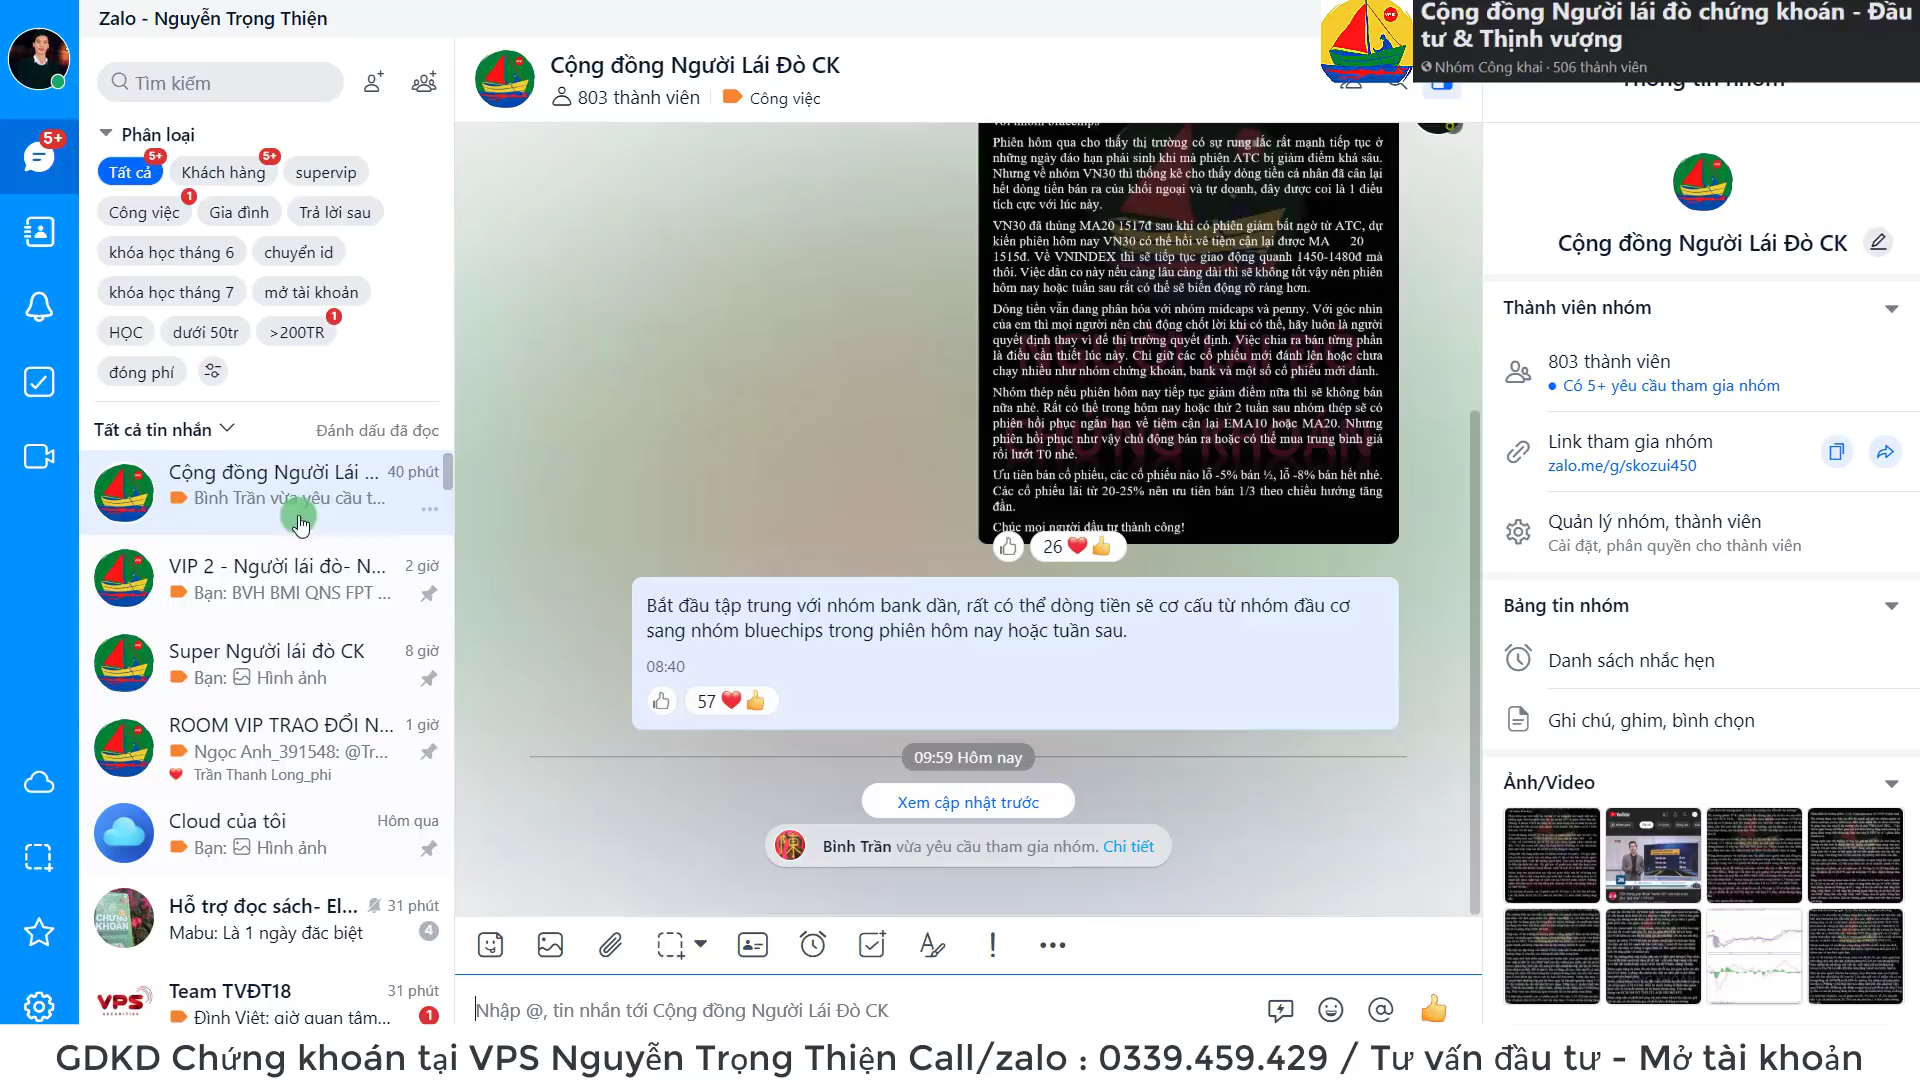 Zalo - Nguyễn Trọng Thiện
Tìm kiếm
Phân loại
5+
Tất cả
5+
Khách hàng
supervip
5+
Công việc
1
Gia đình
Trả lời sau
khóa học tháng 6
chuyển id
khóa học tháng 7
mở tài khoản
HỌC
dưới 50tr
>200TR
1
đóng phí
Tất cả tin nhắn
Đánh dấu đã đọc
Cộng đồng Người Lái ...
40 phút
Bình Trần vừa yêu cầu t...
VIP 2 - Người lái đò- N...
2 giờ
Bạn: BVH BMI QNS FPT ...
Super Người lái đò CK
8 giờ
Bạn: Hình ảnh
ROOM VIP TRAO ĐỔI N...
1 giờ
Ngọc Anh_391548: @Tr...
Trần Thanh Long_phi
Cloud của tôi
Hôm qua
Bạn: Hình ảnh
Hỗ trợ đọc sách- El...
31 phút
Mabu: Là 1 ngày đăc biệt
4
Team TVĐT18
31 phút
VPS
Đình Việt: giờ quan tâm...
1
Cộng đồng Người Lái Đò CK
803 thành viên
Công việc
Phiên hôm qua cho thấy thị trường có sự rung lắc rất mạnh tiếp tục ở
những ngày đáo hạn phái sinh khi mà phiên ATC bị giảm điểm khá sâu.
Nhưng về nhóm VN30 thì thống kê cho thấy dòng tiền cá nhân đã cân lại
hết dòng tiền bán ra của khối ngoại và tự doanh, đây được coi là 1 điều
tích cực với lúc này.
VN30 đã thủng MA20 1517đ sau khi có phiên giảm bất ngờ từ ATC, dự
kiến phiên hôm nay VN30 có thể hồi về tiệm cận lại được MA 20
1515đ. Về VNINDEX thì sẽ tiếp tục giao động quanh 1450-1480đ mà
thôi. Việc dằn co này nếu càng lâu càng dài thì sẽ không tốt vậy nên phiên
hôm nay hoặc tuần sau rất có thể sẽ biến động rõ ràng hơn.
Dòng tiền vẫn đang phân hóa với nhóm midcaps và penny. Với góc nhìn
của em thì mọi người nên chủ động chốt lời khi có thể, hãy luôn là người
quyết định thay vì để thị trường quyết định. Việc chia ra bán từng phần
là điều cần thiết lúc này. Chỉ giữ các cổ phiếu mới đánh lên hoặc chưa
chạy nhiều như nhóm chứng khoán, bank và một số cổ phiếu mới đánh.
Nhóm thép nếu phiên hôm nay tiếp tục giảm điểm nữa thì sẽ không bán
nữa nhé. Rất có thể trong hôm nay hoặc thứ 2 tuần sau nhóm thép sẽ có
phiên hồi phục ngắn hạn về tiệm cận lại EMA10 hoặc MA20. Nhưng
phiên hồi phục như vậy chủ động bán ra hoặc có thể mua trung bình giá
rồi lướt T0 nhé.
Ưu tiên bán cổ phiếu, các cổ phiếu nào lỗ -5% bán ½, lỗ -8% bán hết nhé.
Các cổ phiếu lãi từ 20-25% nên ưu tiên bán 1/3 theo chiều hướng tăng
dần.
Chúc mọi người đầu tư thành công!
26
Bắt đầu tập trung với nhóm bank dần, rất có thể dòng tiền sẽ cơ cấu từ nhóm đầu cơ
sang nhóm bluechips trong phiên hôm nay hoặc tuần sau.
08:40
57
09:59 Hôm nay
Xem cập nhật trước
Bình Trần vừa yêu cầu tham gia nhóm. Chi tiết
Nhập @, tin nhắn tới Cộng đồng Người Lái Đò CK
Cộng đồng Người lái đò chứng khoán - Đầu
tư & Thịnh vượng
Nhóm Công khai · 506 thành viên
Cộng đồng Người Lái Đò CK
Thành viên nhóm
803 thành viên
Có 5+ yêu cầu tham gia nhóm
Link tham gia nhóm
zalo.me/g/skozui450
Quản lý nhóm, thành viên
Cài đặt, phân quyền cho thành viên
Bảng tin nhóm
Danh sách nhắc hẹn
Ghi chú, ghim, bình chọn
Ảnh/Video
GDKD Chứng khoán tại VPS Nguyễn Trọng Thiện Call/zalo : 0339.459.429 / Tư vấn đầu tư - Mở tài khoản